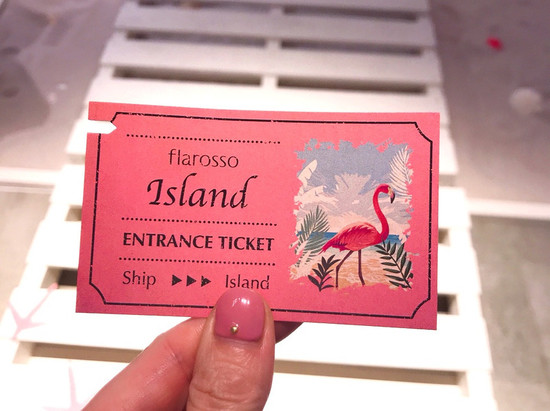 flarosso
Island
ENTRANCE TICKET
Ship ▶▶▶ Island